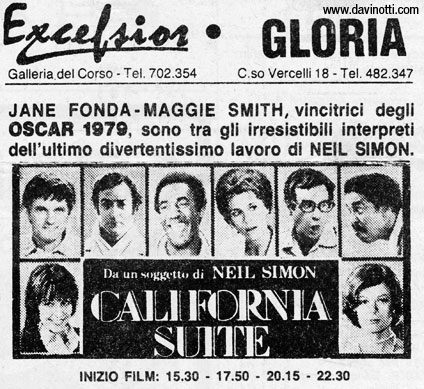 www.davinotti.com
Excelsior • GLORIA
Galleria del Corso - Tel. 702.354 C.so Vercelli 18 - Tel. 482.347
JANE FONDA - MAGGIE SMITH, vincitrici degli
OSCAR 1979, sono tra gli irresistibili interpreti
dell'ultimo divertentissimo lavoro di NEIL SIMON.
Da un soggetto di NEIL SIMON
CALIFORNIA
SUITE
INIZIO FILM: 15.30 - 17.50 - 20.15 - 22.30